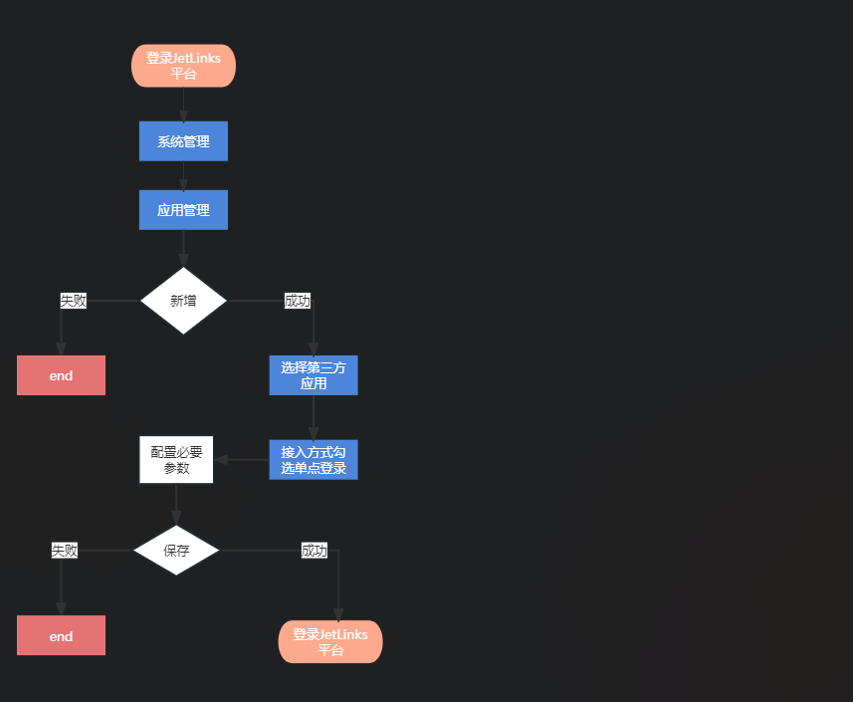 登录JetLinks
平台
系统管理
应用管理
失败
新增
成功
end
选择第三方
应用
配置必要
参数
接入方式勾
选单点登录
失败
保存
成功
end
登录JetLinks
平台